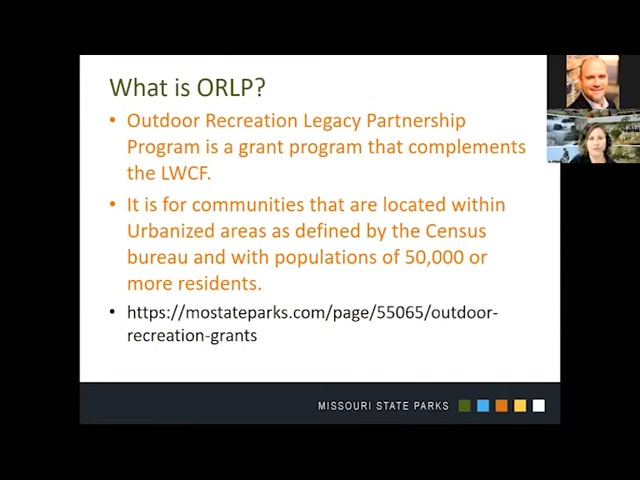 What is ORLP?
• Outdoor Recreation Legacy Partnership
Program is a grant program that complements
the LWCF.
• It is for communities that are located within
Urbanized areas as defined by the Census
bureau and with populations of 50,000 or
more residents.
• https://mostateparks.com/page/55065/outdoor-
recreation-grants
MISSOURI STATE PARKS